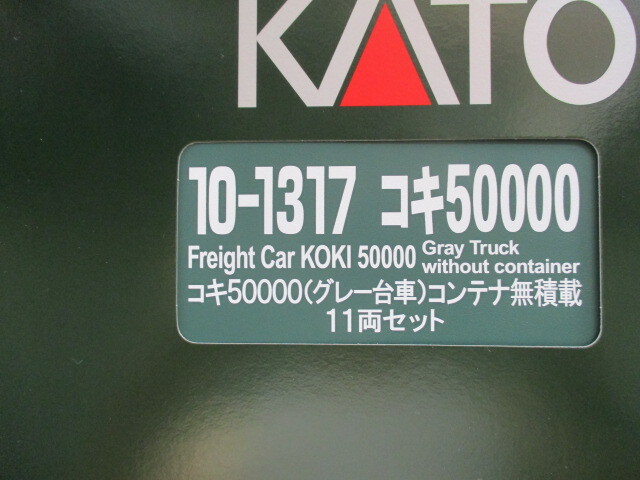 KATO
10-1317 コキ50000
Freight Car KOKI 50000 Gray Truck
without container
コキ50000(グレー台車)コンテナ無積載
11両セット